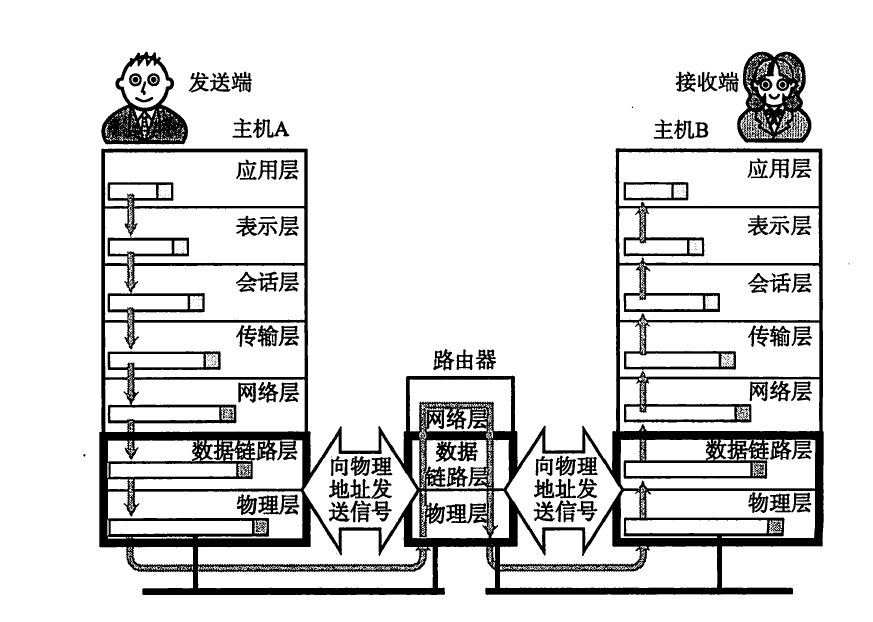 发送端
接收端
主机A
主机B
应用层
表示层
会话层
传输层
网络层
数据链路层
物理层
向物理
地址发
送信号
路由器
网络层
数据
链路层
物理层
向物理
地址发
送信号
应用层
表示层
会话层
传输层
网络层
数据链路层
物理层